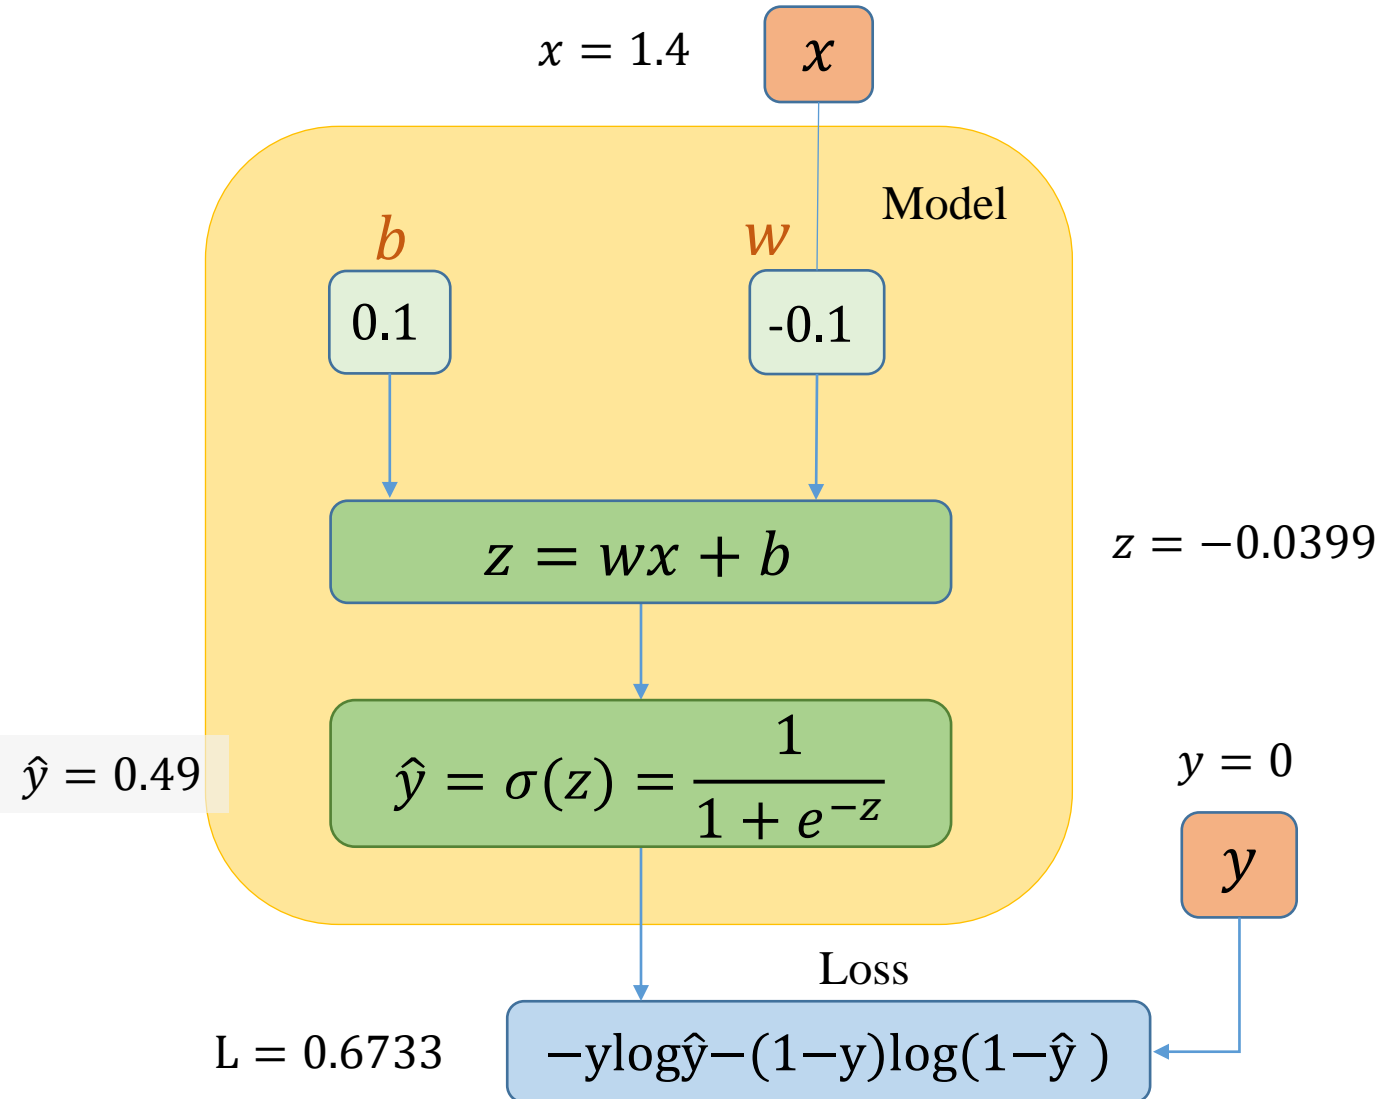 x = 1.4
x
Model
b
w
0.1
-0.1
z = wx + b
z = −0.0399
ŷ = 0.49
ŷ = σ(z) = 1 / (1 + e^{−z})
y = 0
y
Loss
L = 0.6733
−ylogŷ−(1−y)log(1−ŷ )